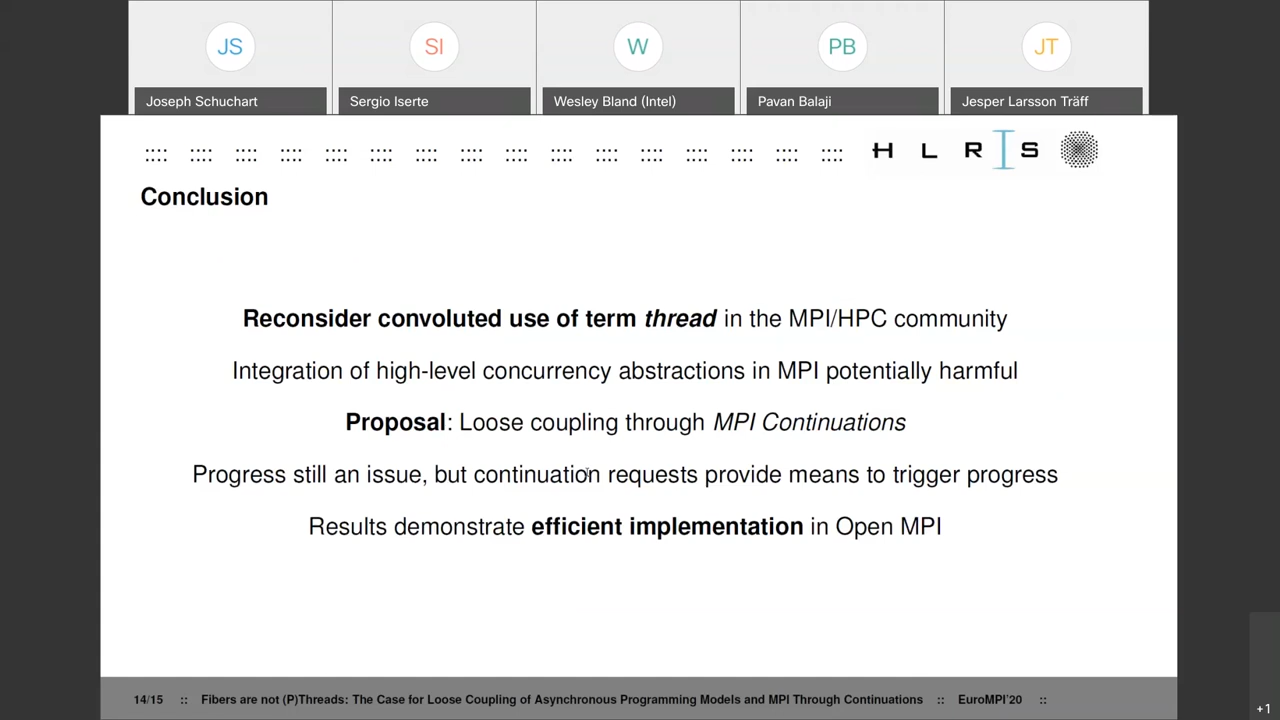 JS
SI
W
PB
JT
Joseph Schuchart
Sergio Iserte
Wesley Bland (Intel)
Pavan Balaji
Jesper Larsson Träff
H L R I S
Conclusion
Reconsider convoluted use of term thread in the MPI/HPC community
Integration of high-level concurrency abstractions in MPI potentially harmful
Proposal: Loose coupling through MPI Continuations
Progress still an issue, but continuation requests provide means to trigger progress
Results demonstrate efficient implementation in Open MPI
14/15 :: Fibers are not (P)Threads: The Case for Loose Coupling of Asynchronous Programming Models and MPI Through Continuations :: EuroMPI'20 ::
+1